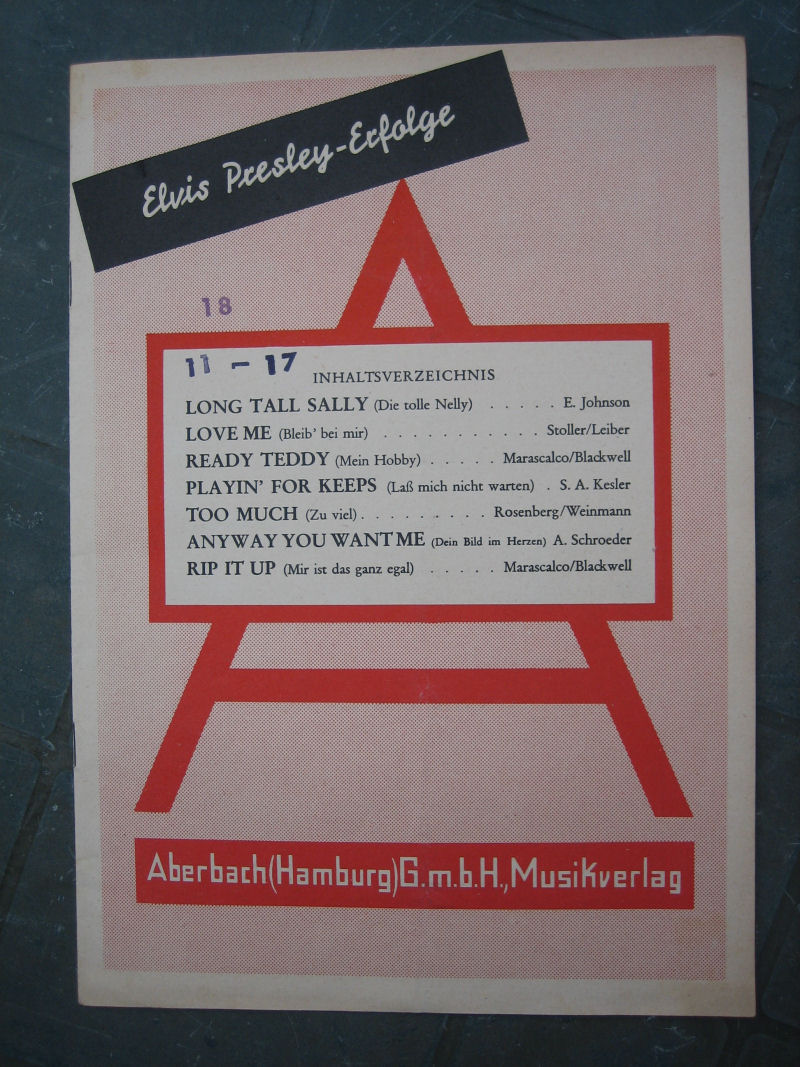 Elvis Presley-Erfolge
18
11 - 17
INHALTSVERZEICHNIS
LONG TALL SALLY (Die tolle Nelly) . . . . . E. Johnson
LOVE ME (Bleib' bei mir) . . . . . . . . . . . Stoller/Leiber
READY TEDDY (Mein Hobby) . . . . . Marascalco/Blackwell
PLAYIN' FOR KEEPS (Laß mich nicht warten) . S. A. Kesler
TOO MUCH (Zu viel) . . . . . . . . . Rosenberg/Weinmann
ANYWAY YOU WANT ME (Dein Bild im Herzen) A. Schroeder
RIP IT UP (Mir ist das ganz egal) . . . . . Marascalco/Blackwell
Aberbach (Hamburg) G.m.b.H., Musikverlag